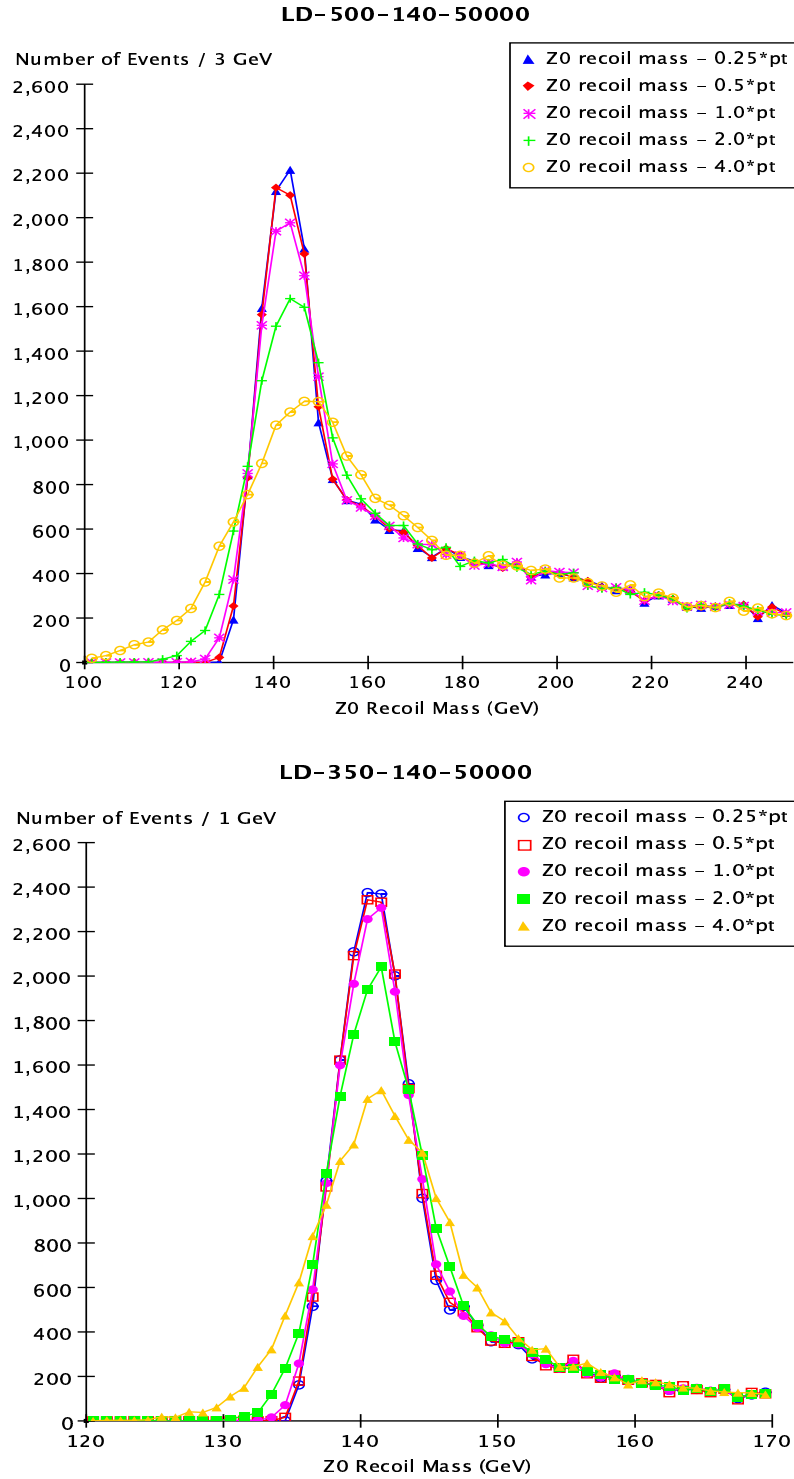 LD-500-140-50000
Number of Events / 3 GeV
Z0 recoil mass - 0.25*pt
Z0 recoil mass - 0.5*pt
Z0 recoil mass - 1.0*pt
Z0 recoil mass - 2.0*pt
Z0 recoil mass - 4.0*pt
2,600
2,400
2,200
2,000
1,800
1,600
1,400
1,200
1,000
800
600
400
200
0
100 120 140 160 180 200 220 240
Z0 Recoil Mass (GeV)
LD-350-140-50000
Number of Events / 1 GeV
Z0 recoil mass - 0.25*pt
Z0 recoil mass - 0.5*pt
Z0 recoil mass - 1.0*pt
Z0 recoil mass - 2.0*pt
Z0 recoil mass - 4.0*pt
2,600
2,400
2,200
2,000
1,800
1,600
1,400
1,200
1,000
800
600
400
200
0
120 130 140 150 160 170
Z0 Recoil Mass (GeV)